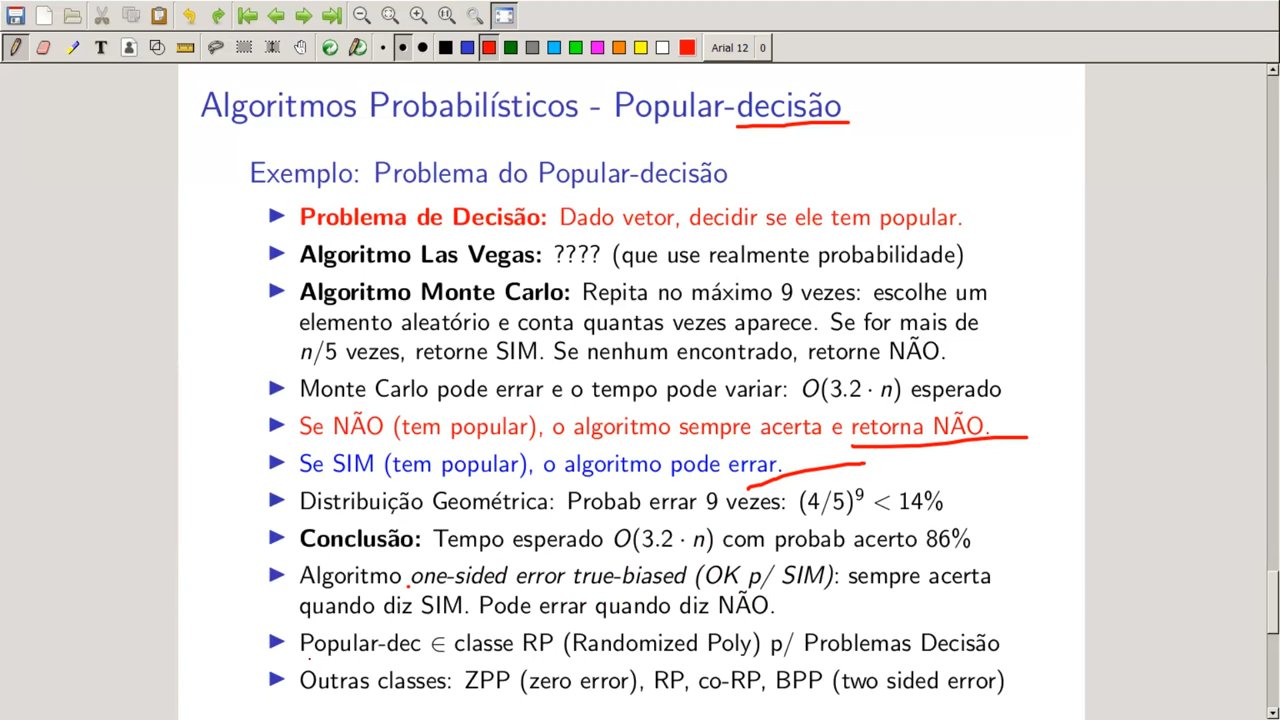 Arial 12 0
Algoritmos Probabilísticos - Popular-decisão
Exemplo: Problema do Popular-decisão
Problema de Decisão: Dado vetor, decidir se ele tem popular.
Algoritmo Las Vegas: ???? (que use realmente probabilidade)
Algoritmo Monte Carlo: Repita no máximo 9 vezes: escolhe um
elemento aleatório e conta quantas vezes aparece. Se for mais de
n/5 vezes, retorne SIM. Se nenhum encontrado, retorne NÃO.
Monte Carlo pode errar e o tempo pode variar: O(3.2 · n) esperado
Se NÃO (tem popular), o algoritmo sempre acerta e retorna NÃO.
Se SIM (tem popular), o algoritmo pode errar.
Distribuição Geométrica: Probab errar 9 vezes: (4/5)⁹ < 14%
Conclusão: Tempo esperado O(3.2 · n) com probab acerto 86%
Algoritmo one-sided error true-biased (OK p/ SIM): sempre acerta
quando diz SIM. Pode errar quando diz NÃO.
Popular-dec ∈ classe RP (Randomized Poly) p/ Problemas Decisão
Outras classes: ZPP (zero error), RP, co-RP, BPP (two sided error)